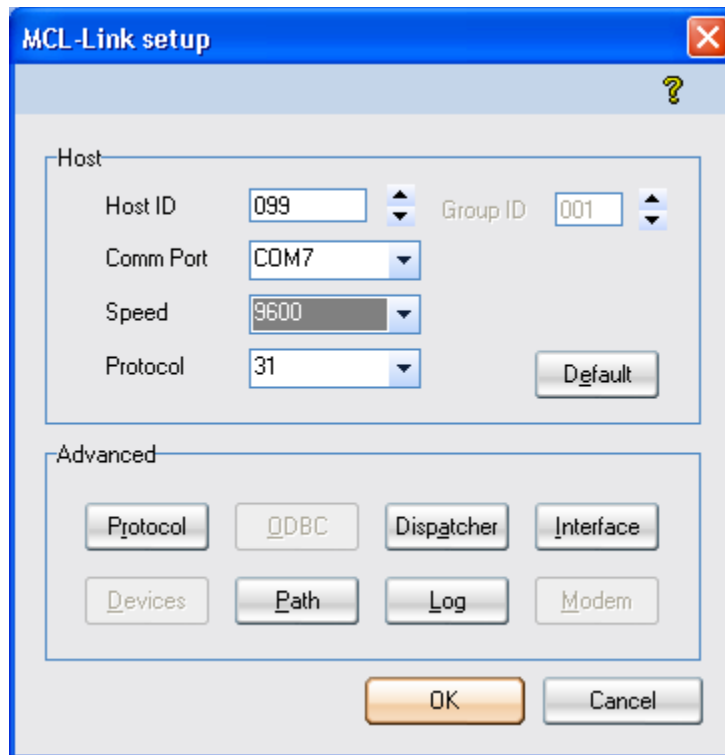 MCL-Link setup
?
Host
Host ID 099 Group ID 001
Comm Port COM7
Speed 9600
Protocol 31
Default
Advanced
Protocol ODBC Dispatcher Interface
Devices Path Log Modem
OK Cancel